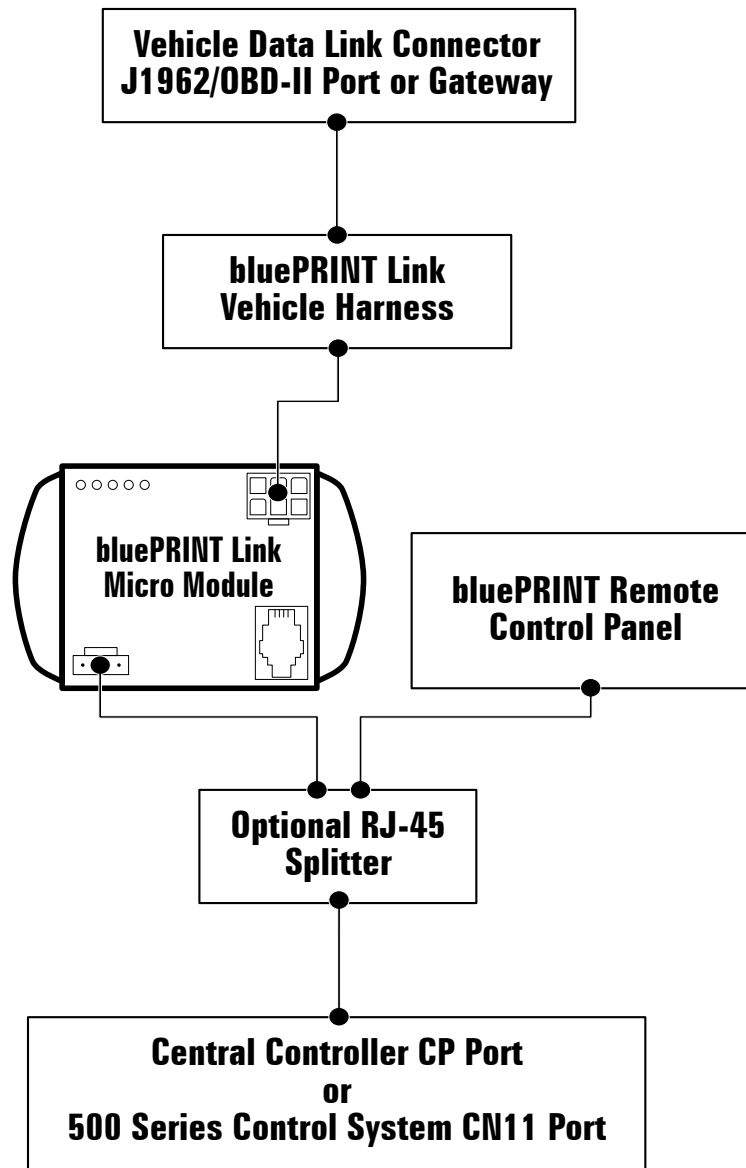 Vehicle Data Link Connector
J1962/OBD-II Port or Gateway
bluePRINT Link
Vehicle Harness
bluePRINT Link
Micro Module
bluePRINT Remote
Control Panel
Optional RJ-45
Splitter
Central Controller CP Port
or
500 Series Control System CN11 Port